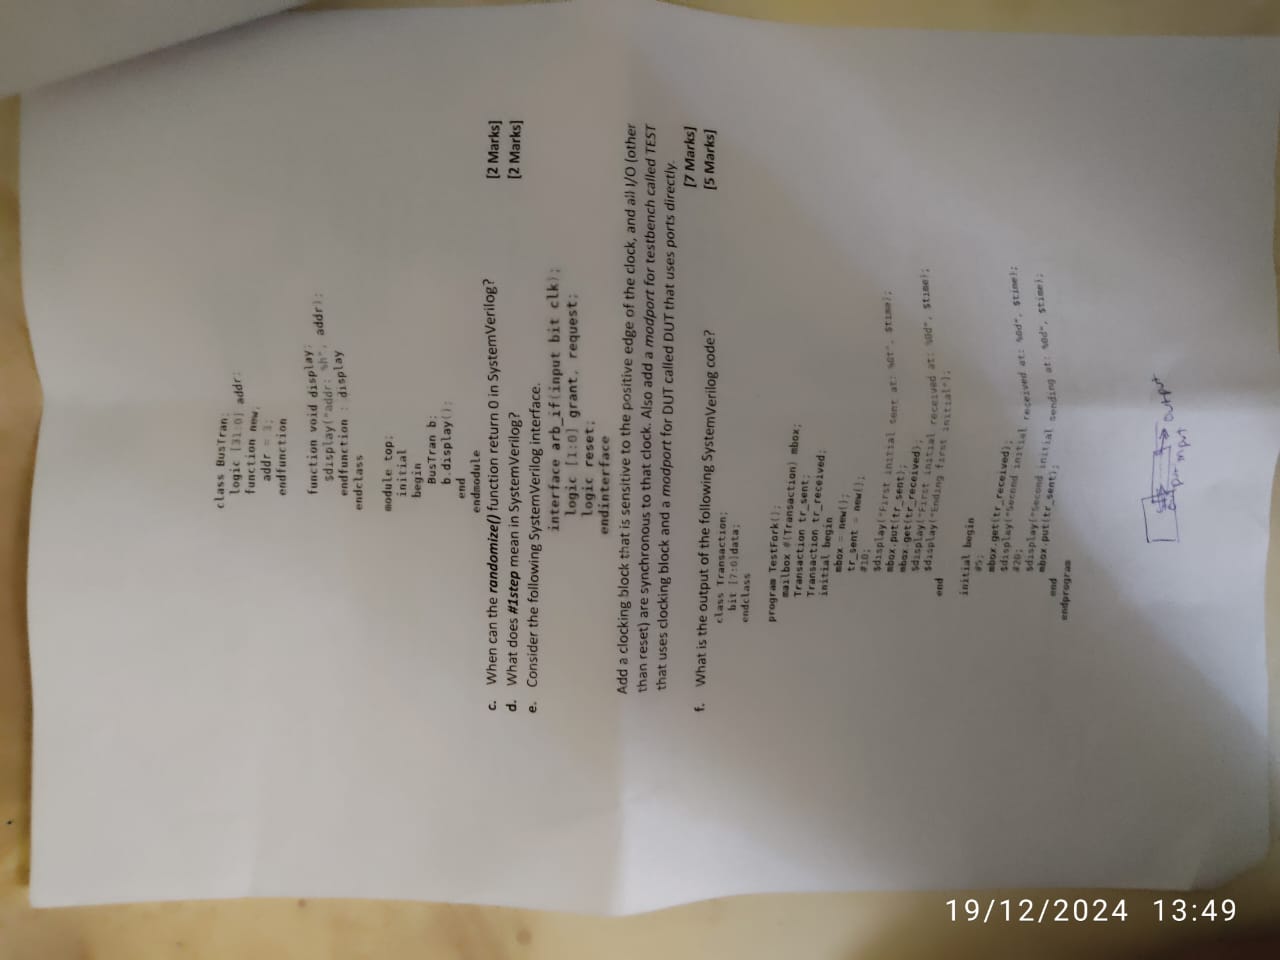 class BusTran;
logic [31:0] addr;
function new;
addr = 3;
endfunction
function void display;
$display("addr: %h", addr);
endfunction : display
endclass
module top;
initial
begin
BusTran b;
b.display();
end
endmodule
c. When can the randomize() function return 0 in SystemVerilog? [2 Marks]
d. What does #1step mean in SystemVerilog? [2 Marks]
e. Consider the following SystemVerilog interface.
interface arb_if(input bit clk);
logic [1:0] grant, request;
logic reset;
endinterface
Add a clocking block that is sensitive to the positive edge of the clock, and all I/O (other
than reset) are synchronous to that clock. Also add a modport for testbench called TEST
that uses clocking block and a modport for DUT called DUT that uses ports directly.
[7 Marks]
f. What is the output of the following SystemVerilog code? [5 Marks]
class Transaction;
bit [7:0]data;
endclass
program TestFork();
mailbox #(Transaction) mbox;
Transaction tr_sent;
Transaction tr_received;
initial begin
mbox = new();
tr_sent = new();
#10;
$display("First initial sent at: %0t", $time);
mbox.put(tr_sent);
mbox.get(tr_received);
$display("First initial received at: %0d", $time);
$display("Ending first initial");
end
initial begin
#5;
mbox.get(tr_received);
$display("Second initial received at: %0d", $time);
#20;
$display("Second initial sending at: %0d", $time);
mbox.put(tr_sent);
end
endprogram
output
input
19/12/2024 13:49